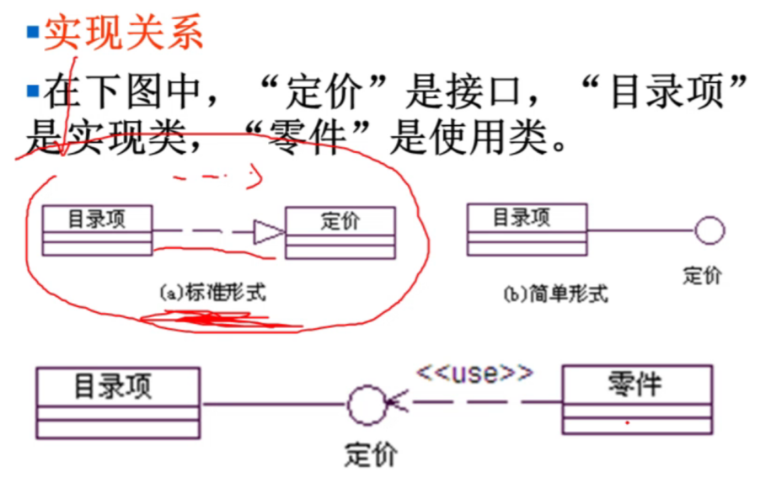 实现关系
在下图中，“定价”是接口，“目录项”
是实现类，“零件”是使用类。
目录项
定价
(a)标准形式
目录项
定价
(b)简单形式
目录项
定价
<<use>>
零件